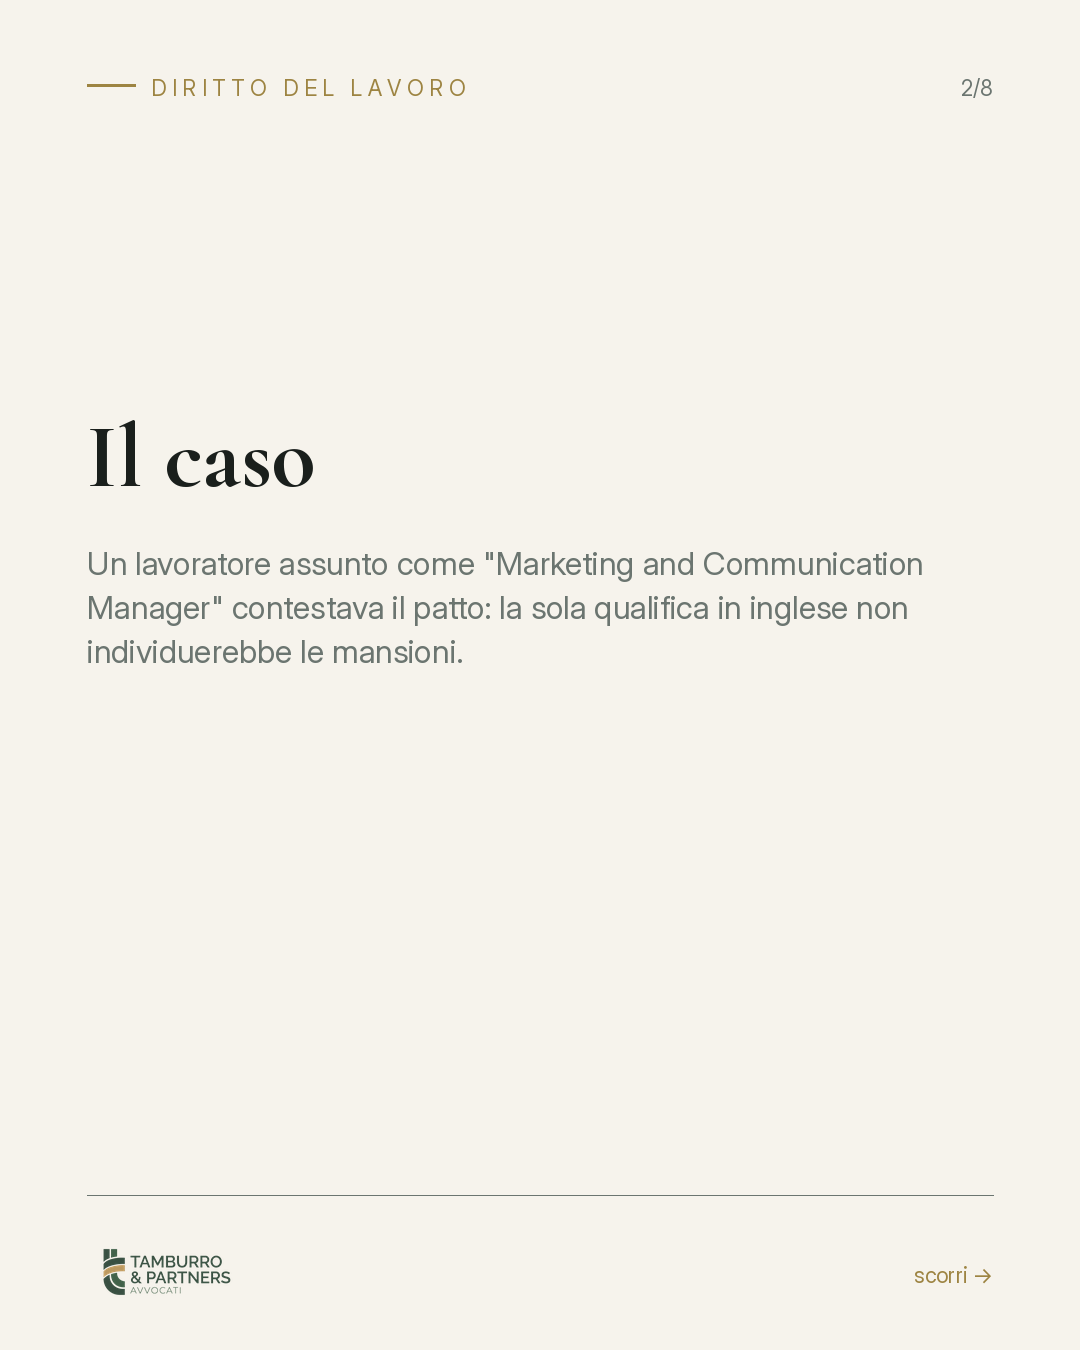 DIRITTO DEL LAVORO
2/8
Il caso
Un lavoratore assunto come "Marketing and Communication
Manager" contestava il patto: la sola qualifica in inglese non
individuerebbe le mansioni.
TAMBURRO
& PARTNERS
AVVOCATI
scorri →